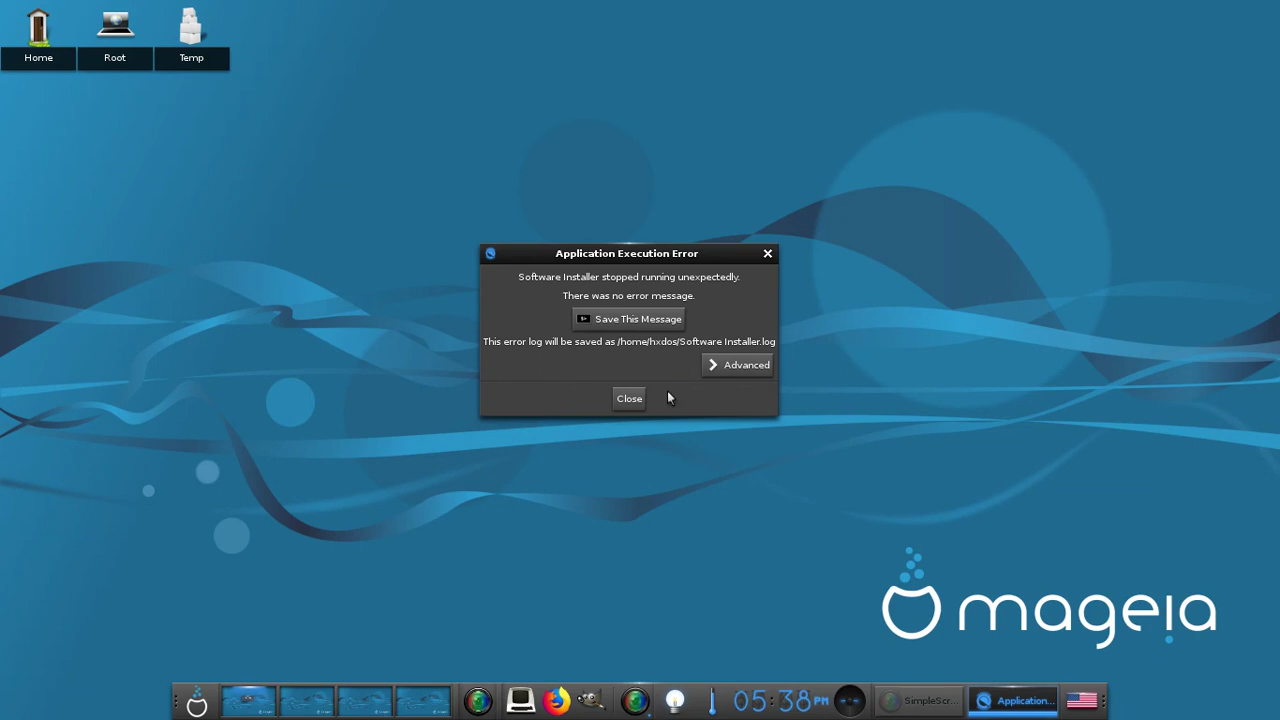 Home
Root
Temp
Application Execution Error
Software Installer stopped running unexpectedly.
There was no error message.
Save This Message
This error log will be saved as /home/hxdos/Software Installer.log
Advanced
Close
mageia
05:38 PM
SimpleScr...
Application...